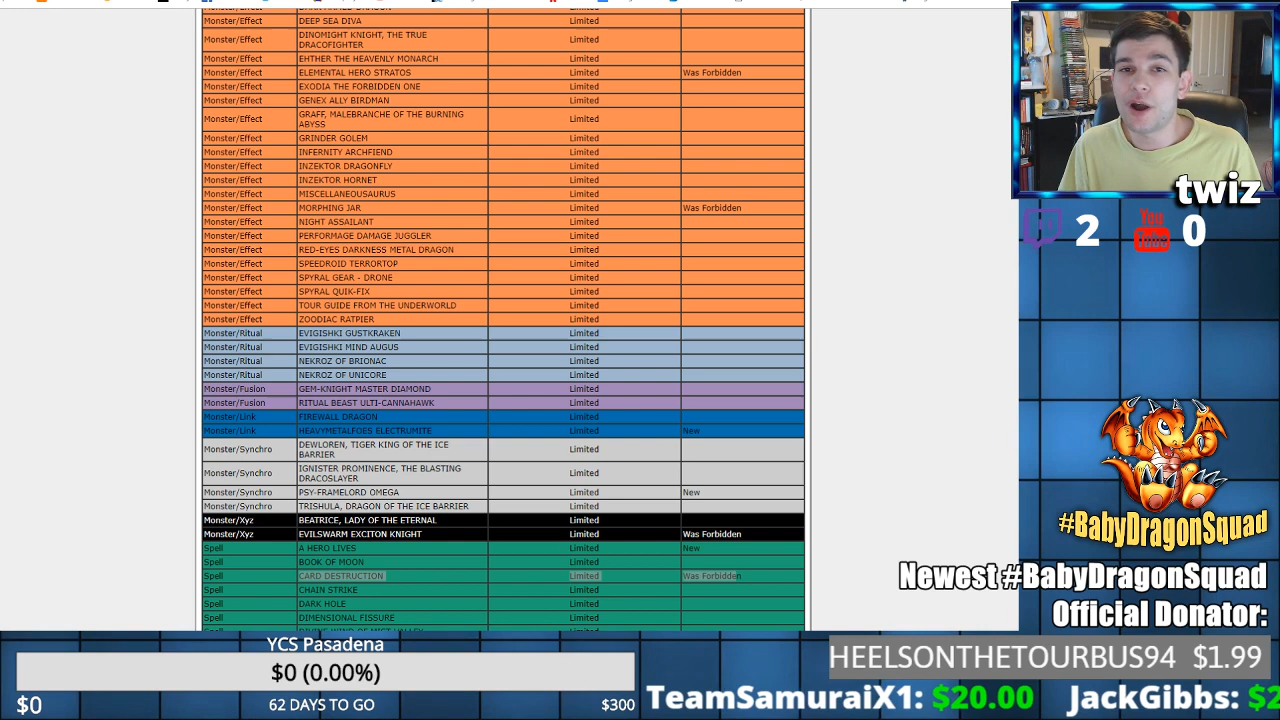 Monster/Effect DEEP SEA DIVA Limited
Monster/Effect DINOMIGHT KNIGHT, THE TRUE DRACOFIGHTER Limited
Monster/Effect EHTHER THE HEAVENLY MONARCH Limited
Monster/Effect ELEMENTAL HERO STRATOS Limited Was Forbidden
Monster/Effect EXODIA THE FORBIDDEN ONE Limited
Monster/Effect GENEX ALLY BIRDMAN Limited
Monster/Effect GRAFF, MALEBRANCHE OF THE BURNING ABYSS Limited
Monster/Effect GRINDER GOLEM Limited
Monster/Effect INFERNITY ARCHFIEND Limited
Monster/Effect INZEKTOR DRAGONFLY Limited
Monster/Effect INZEKTOR HORNET Limited
Monster/Effect MISCELLANEOUSAURUS Limited
Monster/Effect MORPHING JAR Limited Was Forbidden
Monster/Effect NIGHT ASSAILANT Limited
Monster/Effect PERFORMAGE DAMAGE JUGGLER Limited
Monster/Effect RED-EYES DARKNESS METAL DRAGON Limited
Monster/Effect SPEEDROID TERRORTOP Limited
Monster/Effect SPYRAL GEAR - DRONE Limited
Monster/Effect SPYRAL QUIK-FIX Limited
Monster/Effect TOUR GUIDE FROM THE UNDERWORLD Limited
Monster/Effect ZOODIAC RATPIER Limited
Monster/Ritual EVIGISHKI GUSTKRAKEN Limited
Monster/Ritual EVIGISHKI MIND AUGUS Limited
Monster/Ritual NEKROZ OF BRIONAC Limited
Monster/Ritual NEKROZ OF UNICORE Limited
Monster/Fusion GEM-KNIGHT MASTER DIAMOND Limited
Monster/Fusion RITUAL BEAST ULTI-CANNAHAWK Limited
Monster/Link FIREWALL DRAGON Limited
Monster/Link HEAVYMETALFOES ELECTRUMITE Limited New
Monster/Synchro DEWLOREN, TIGER KING OF THE ICE BARRIER Limited
Monster/Synchro IGNISTER PROMINENCE, THE BLASTING DRACOSLAYER Limited
Monster/Synchro PSY-FRAMELORD OMEGA Limited New
Monster/Synchro TRISHULA, DRAGON OF THE ICE BARRIER Limited
Monster/Xyz BEATRICE, LADY OF THE ETERNAL Limited
Monster/Xyz EVILSWARM EXCITON KNIGHT Limited Was Forbidden
Spell A HERO LIVES Limited New
Spell BOOK OF MOON Limited
Spell CARD DESTRUCTION Limited Was Forbidden
Spell CHAIN STRIKE Limited
Spell DARK HOLE Limited
Spell DIMENSIONAL FISSURE Limited
twiz
2 You Tube 0
#BabyDragonSquad
Newest #BabyDragonSquad
Official Donator:
HEELSONTHETOURBUS94 $1.99
YCS Pasadena
$0 (0.00%)
$0 62 DAYS TO GO $300
TeamSamuraiX1: $20.00 JackGibbs: $2